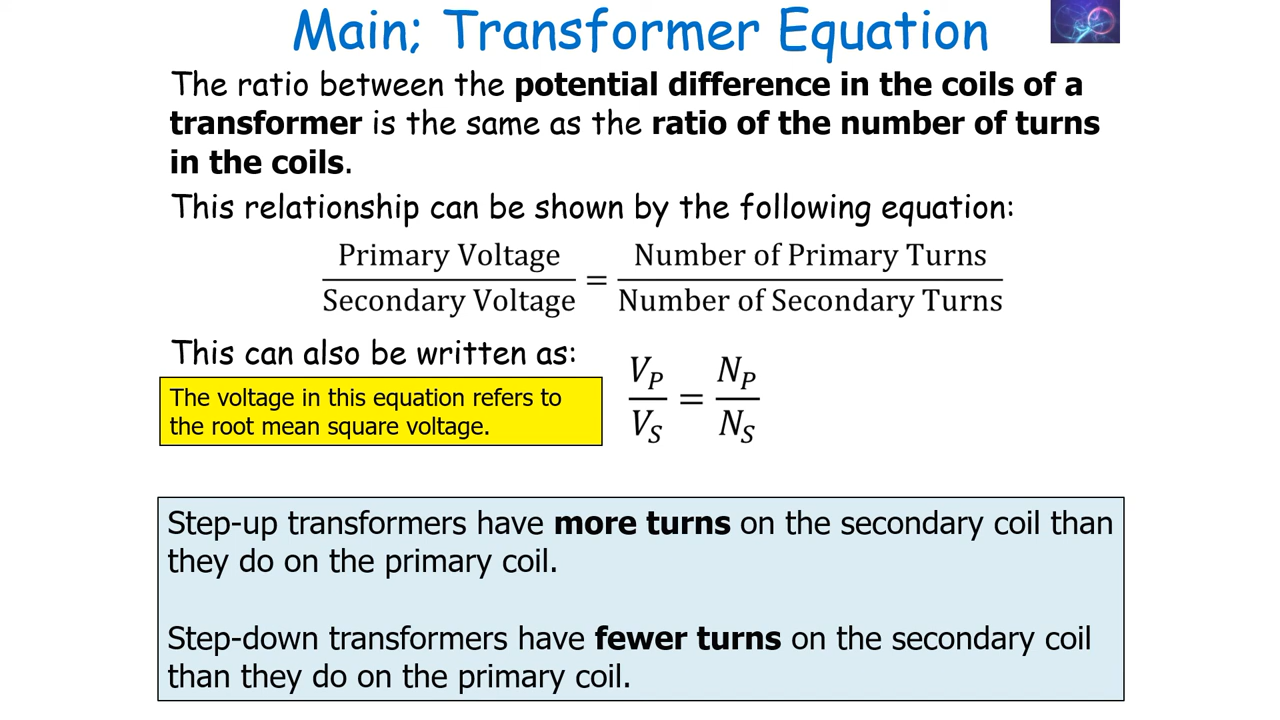 Main; Transformer Equation
The ratio between the potential difference in the coils of a
transformer is the same as the ratio of the number of turns
in the coils.
This relationship can be shown by the following equation:
Primary Voltage / Secondary Voltage = Number of Primary Turns / Number of Secondary Turns
This can also be written as:
V_P / V_S = N_P / N_S
The voltage in this equation refers to
the root mean square voltage.
Step-up transformers have more turns on the secondary coil than
they do on the primary coil.
Step-down transformers have fewer turns on the secondary coil
than they do on the primary coil.